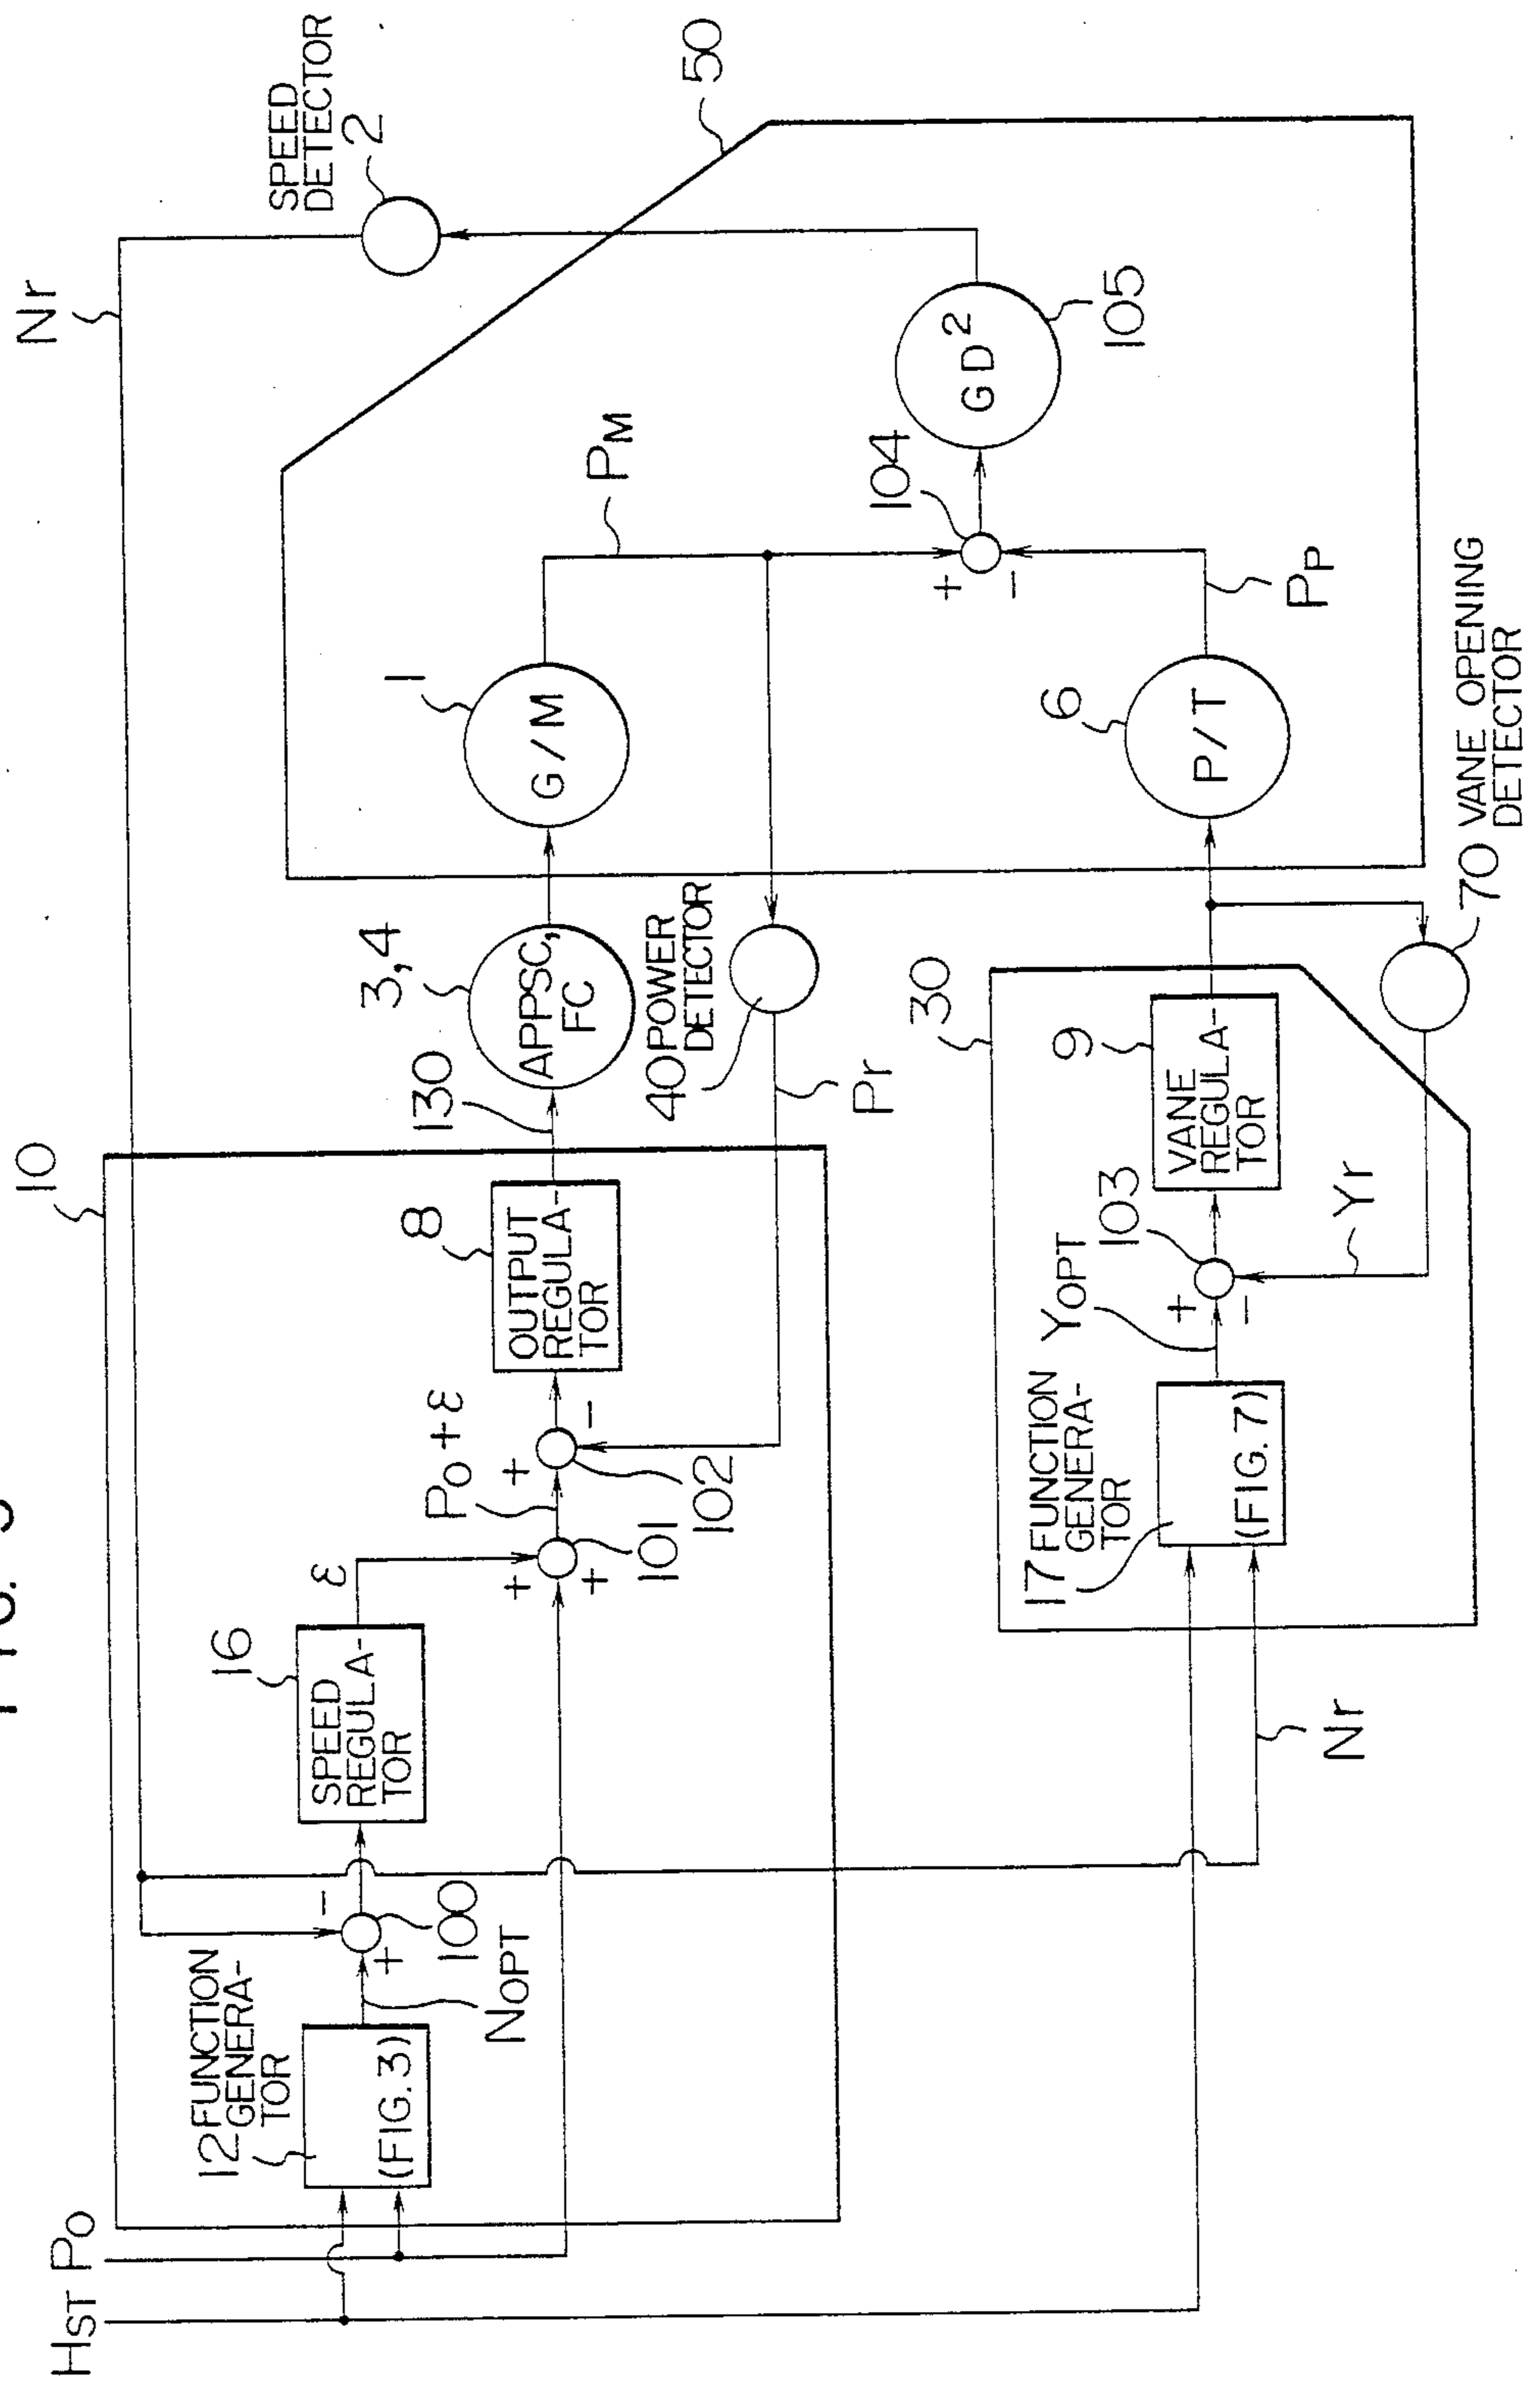 HST
PO
12 FUNCTION
GENERA-
TOR
(FIG. 3)
NOPT
+
-
100
16
SPEED
REGULA-
TOR
ε
+
+
101
PO+ε
+
-
102
8
OUTPUT
REGULA-
TOR
10
130
3,4
APPSC,
FC
40 POWER
DETECTOR
Pr
1
G/M
PM
Nr
SPEED
DETECTOR
2
50
104
+
-
GD2
105
PP
6
P/T
Nr
17 FUNCTION
GENERA-
TOR
(FIG. 7)
YOPT
+
-
103
Yr
30
9
VANE
REGULA-
TOR
70 VANE OPENING
DETECTOR